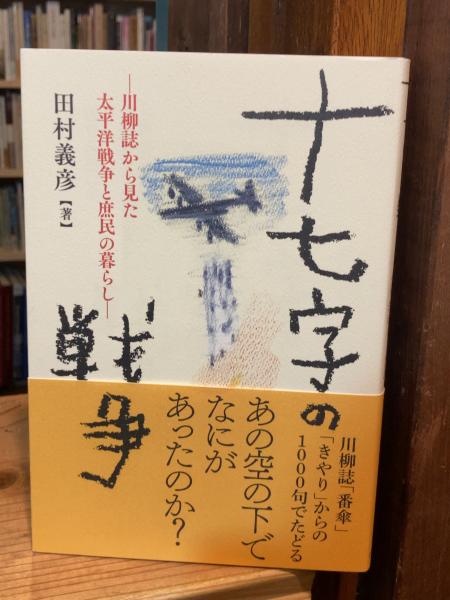 十七字の
戦争
―川柳誌から見た
太平洋戦争と庶民の暮らし―
田村義彦【著】
川柳誌「番傘」
「きやり」からの
1000句でたどる
あの空の下で
なにが
あったのか?